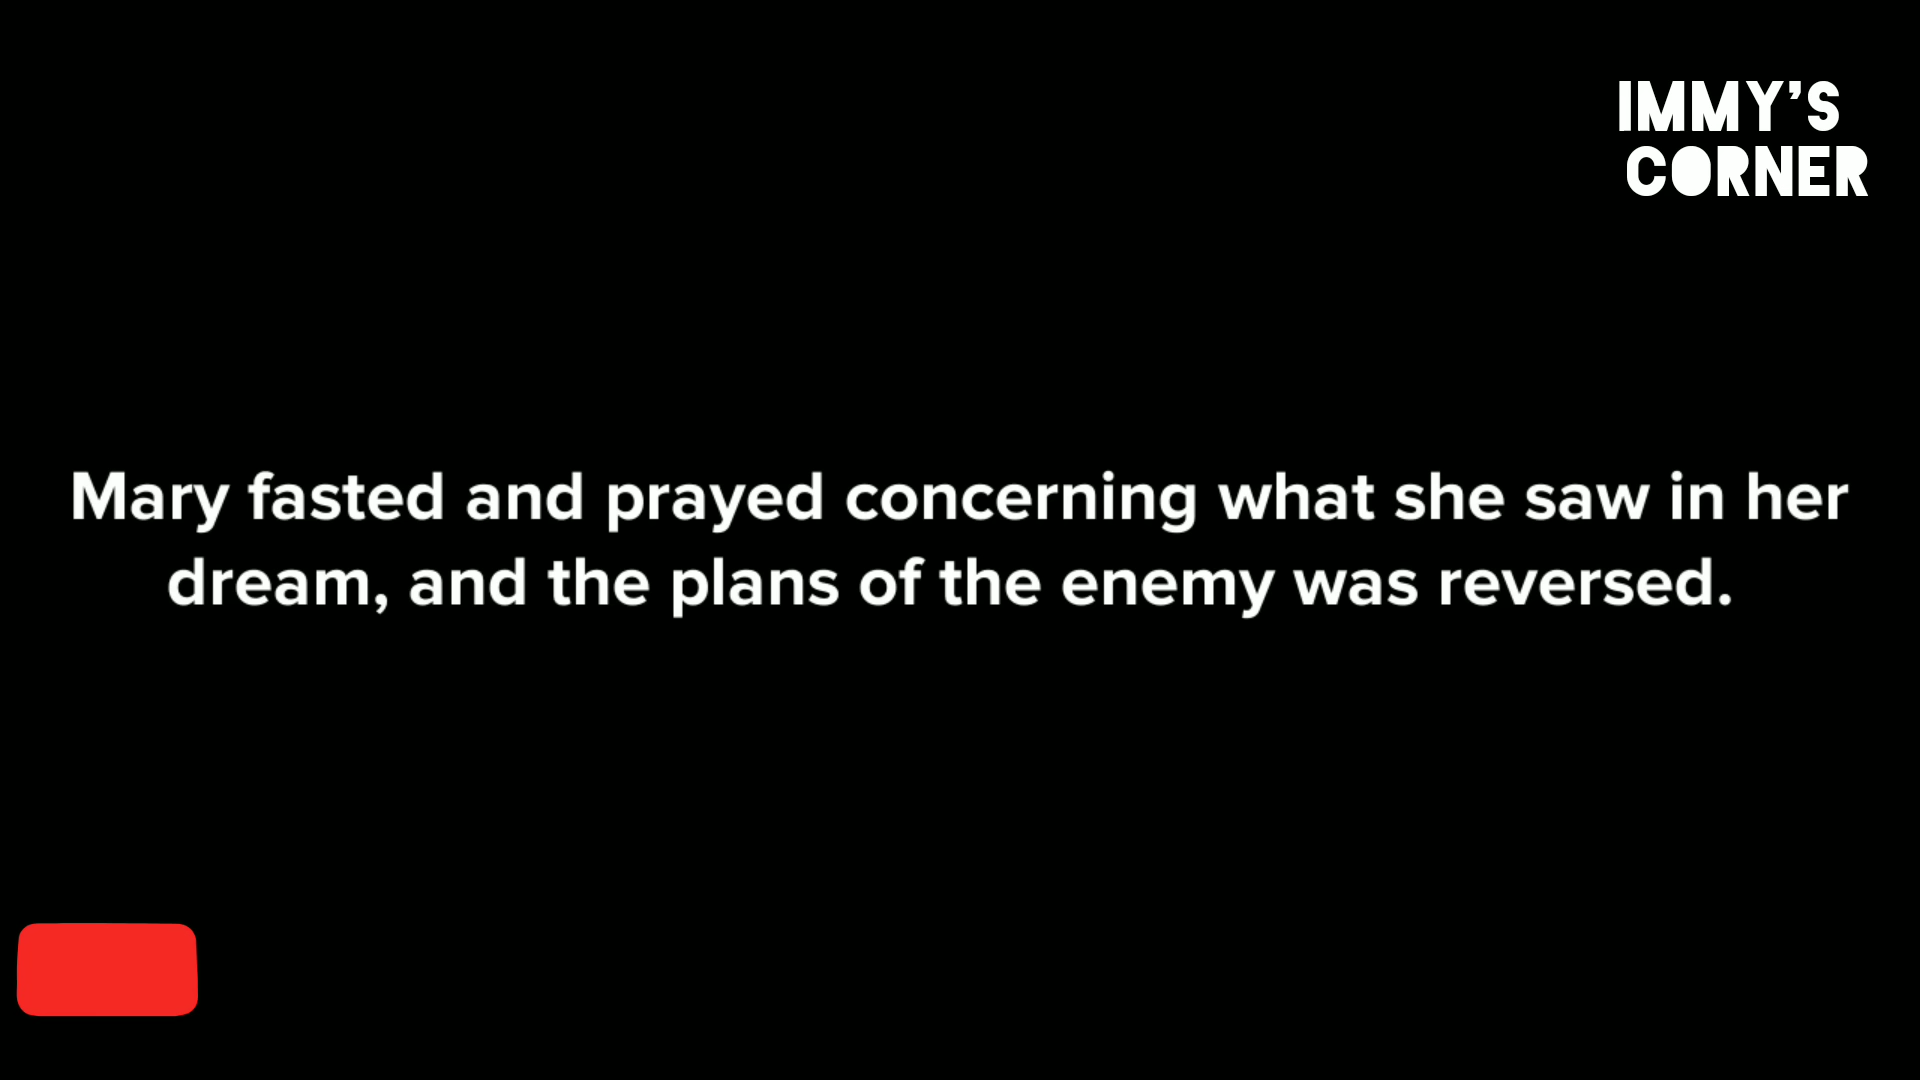 IMMY'S
CORNER
Mary fasted and prayed concerning what she saw in her
dream, and the plans of the enemy was reversed.